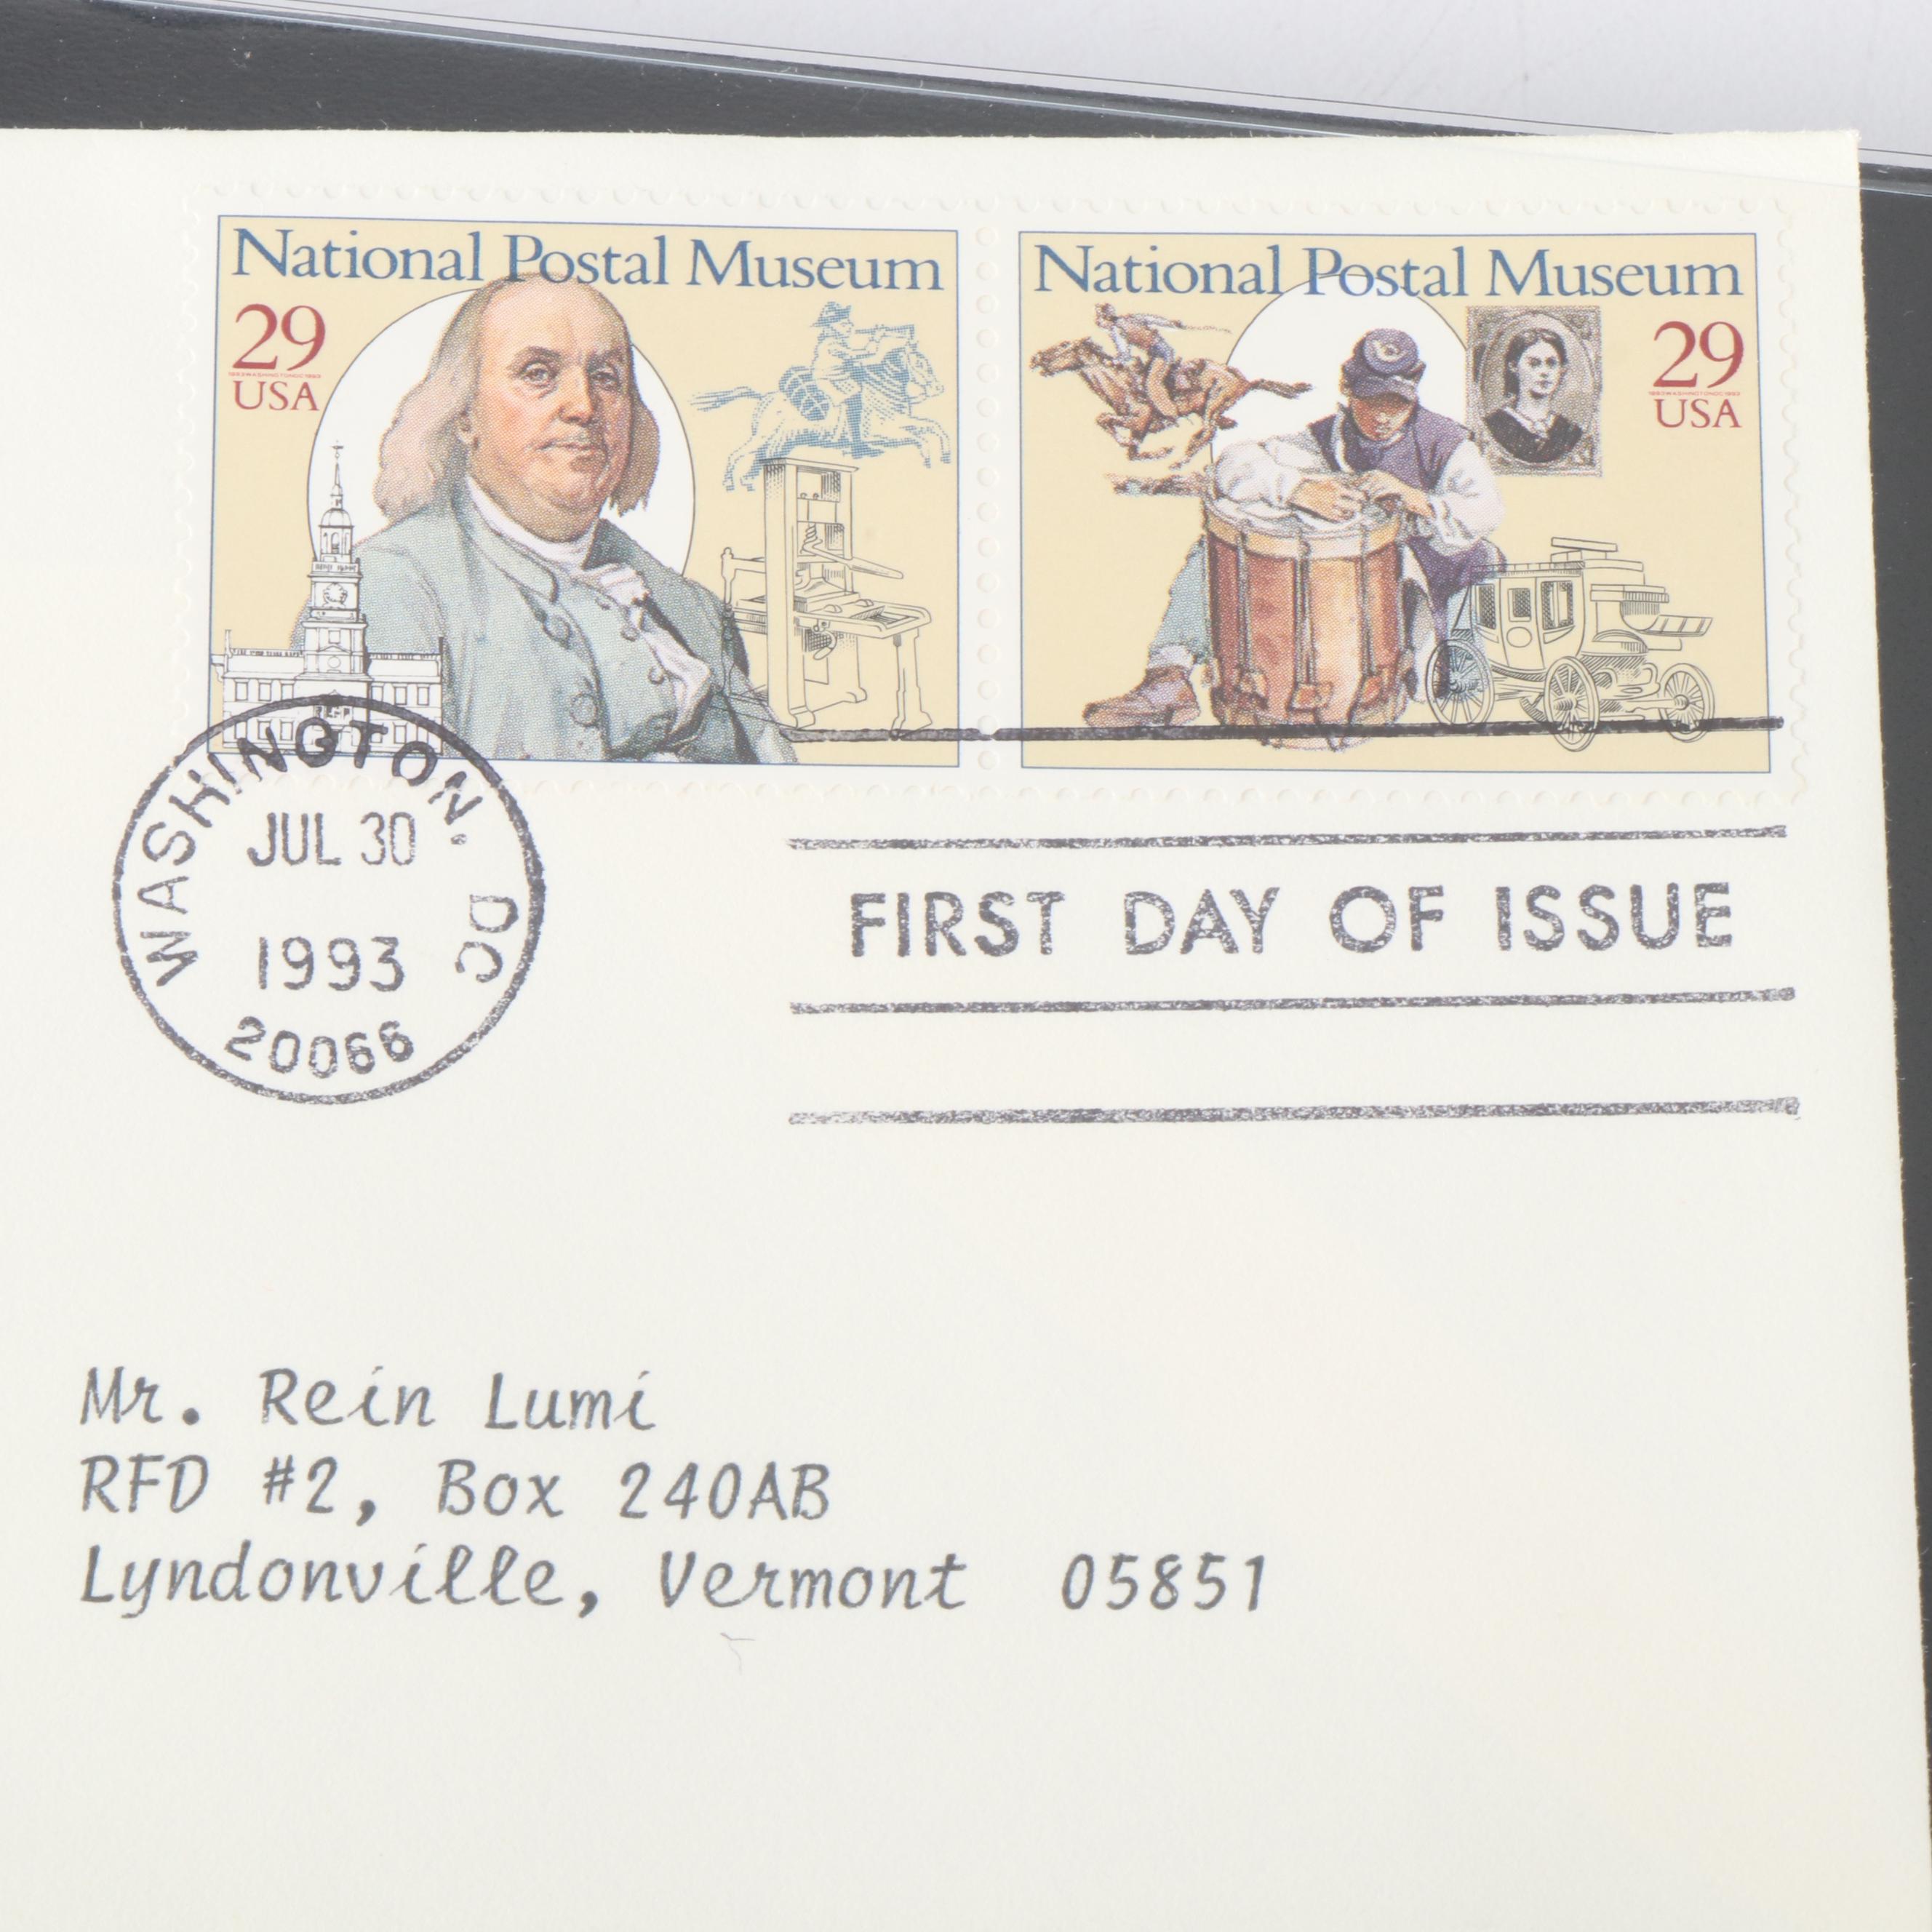 National Postal Museum
29
USA
National Postal Museum
29
USA
WASHINGTON, DC
JUL 30
1993
20066
FIRST DAY OF ISSUE
Mr. Rein Lumi
RFD #2, Box 240AB
Lyndonville, Vermont 05851